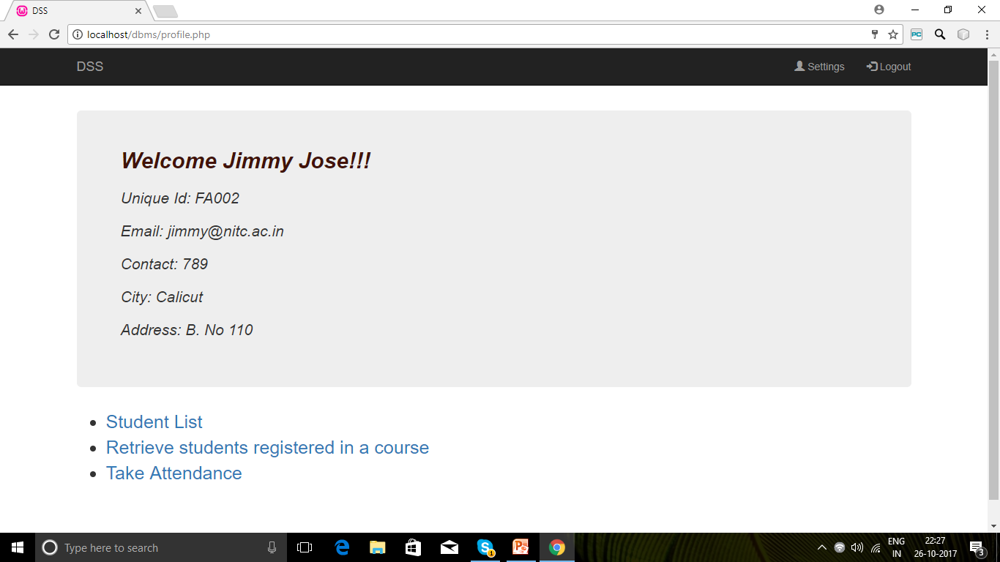 DSS
localhost/dbms/profile.php
PC
DSS
Settings
Logout
Welcome Jimmy Jose!!!
Unique Id: FA002
Email: jimmy@nitc.ac.in
Contact: 789
City: Calicut
Address: B. No 110
Student List
Retrieve students registered in a course
Take Attendance
Type here to search
1
ENG
IN
22:27
26-10-2017
3